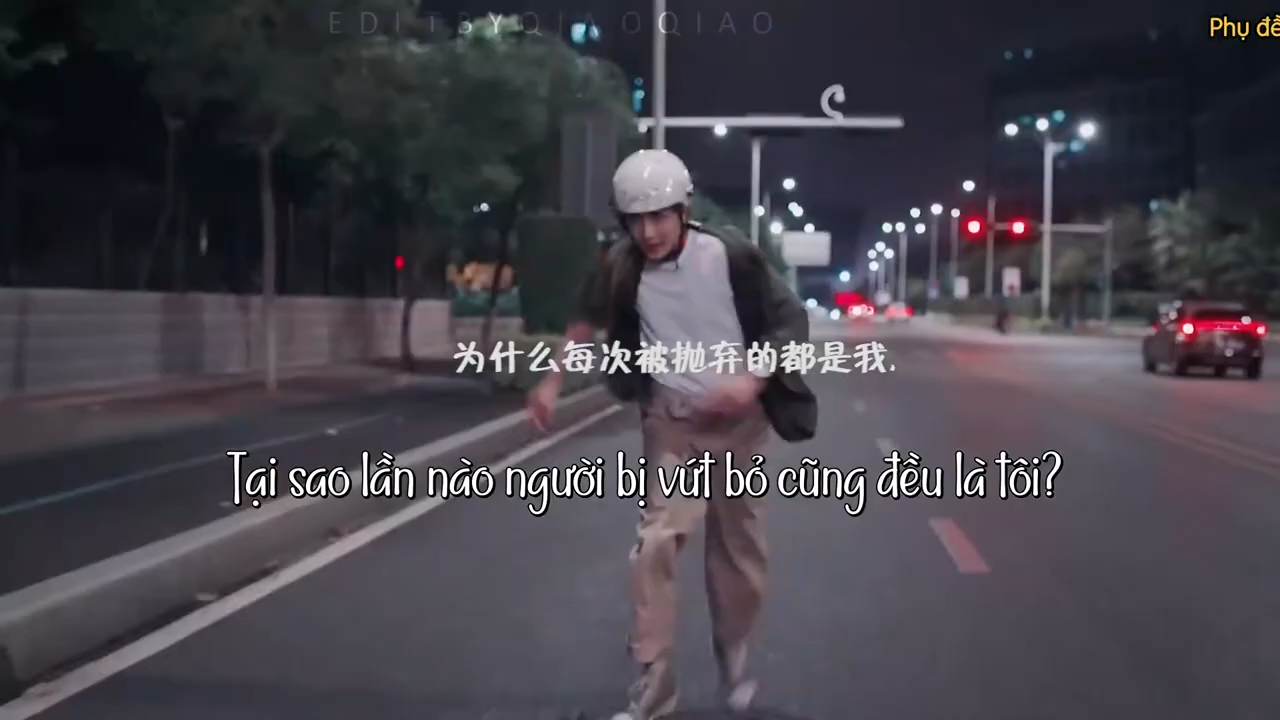 EDITBYQIAOQIAO
Phụ đề
为什么每次被抛弃的都是我.
Tại sao lần nào người bị vứt bỏ cũng đều là tôi?